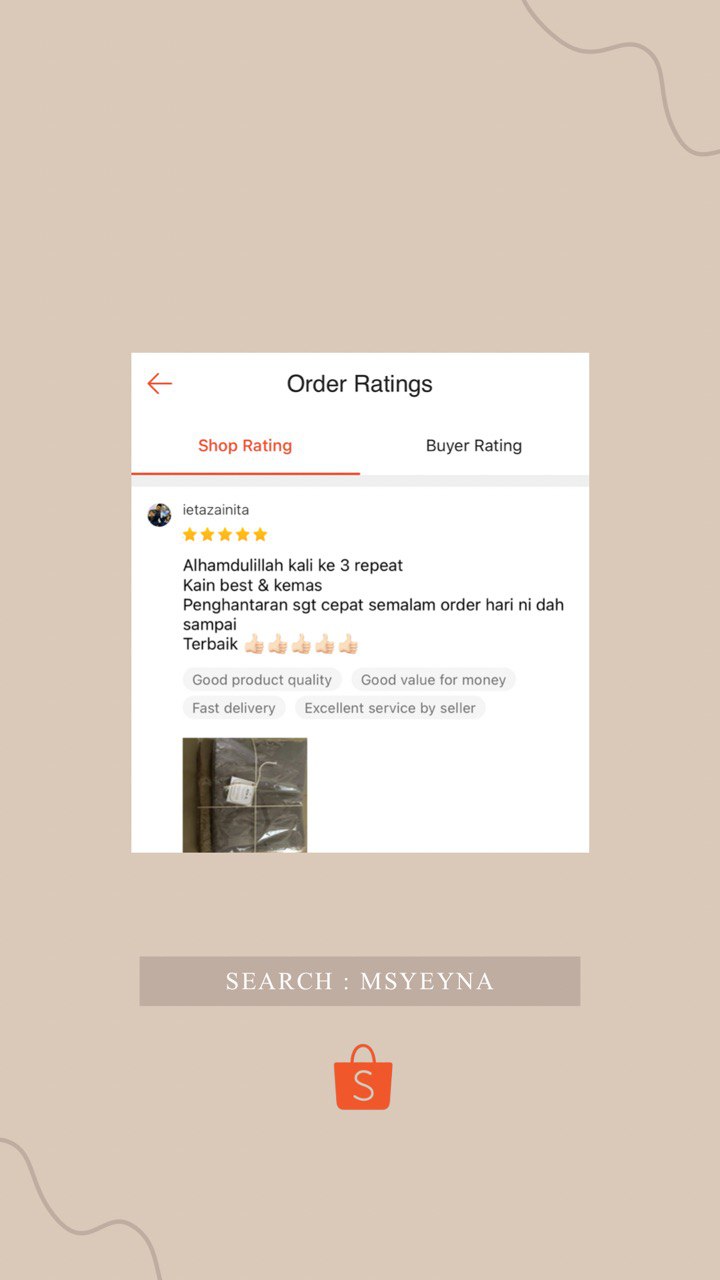 Order Ratings
Shop Rating
Buyer Rating
ietazainita
Alhamdulillah kali ke 3 repeat
Kain best & kemas
Penghantaran sgt cepat semalam order hari ni dah
sampai
Terbaik 👍🏻👍🏻👍🏻👍🏻👍🏻
Good product quality
Good value for money
Fast delivery
Excellent service by seller
SEARCH : MSYEYNA
S